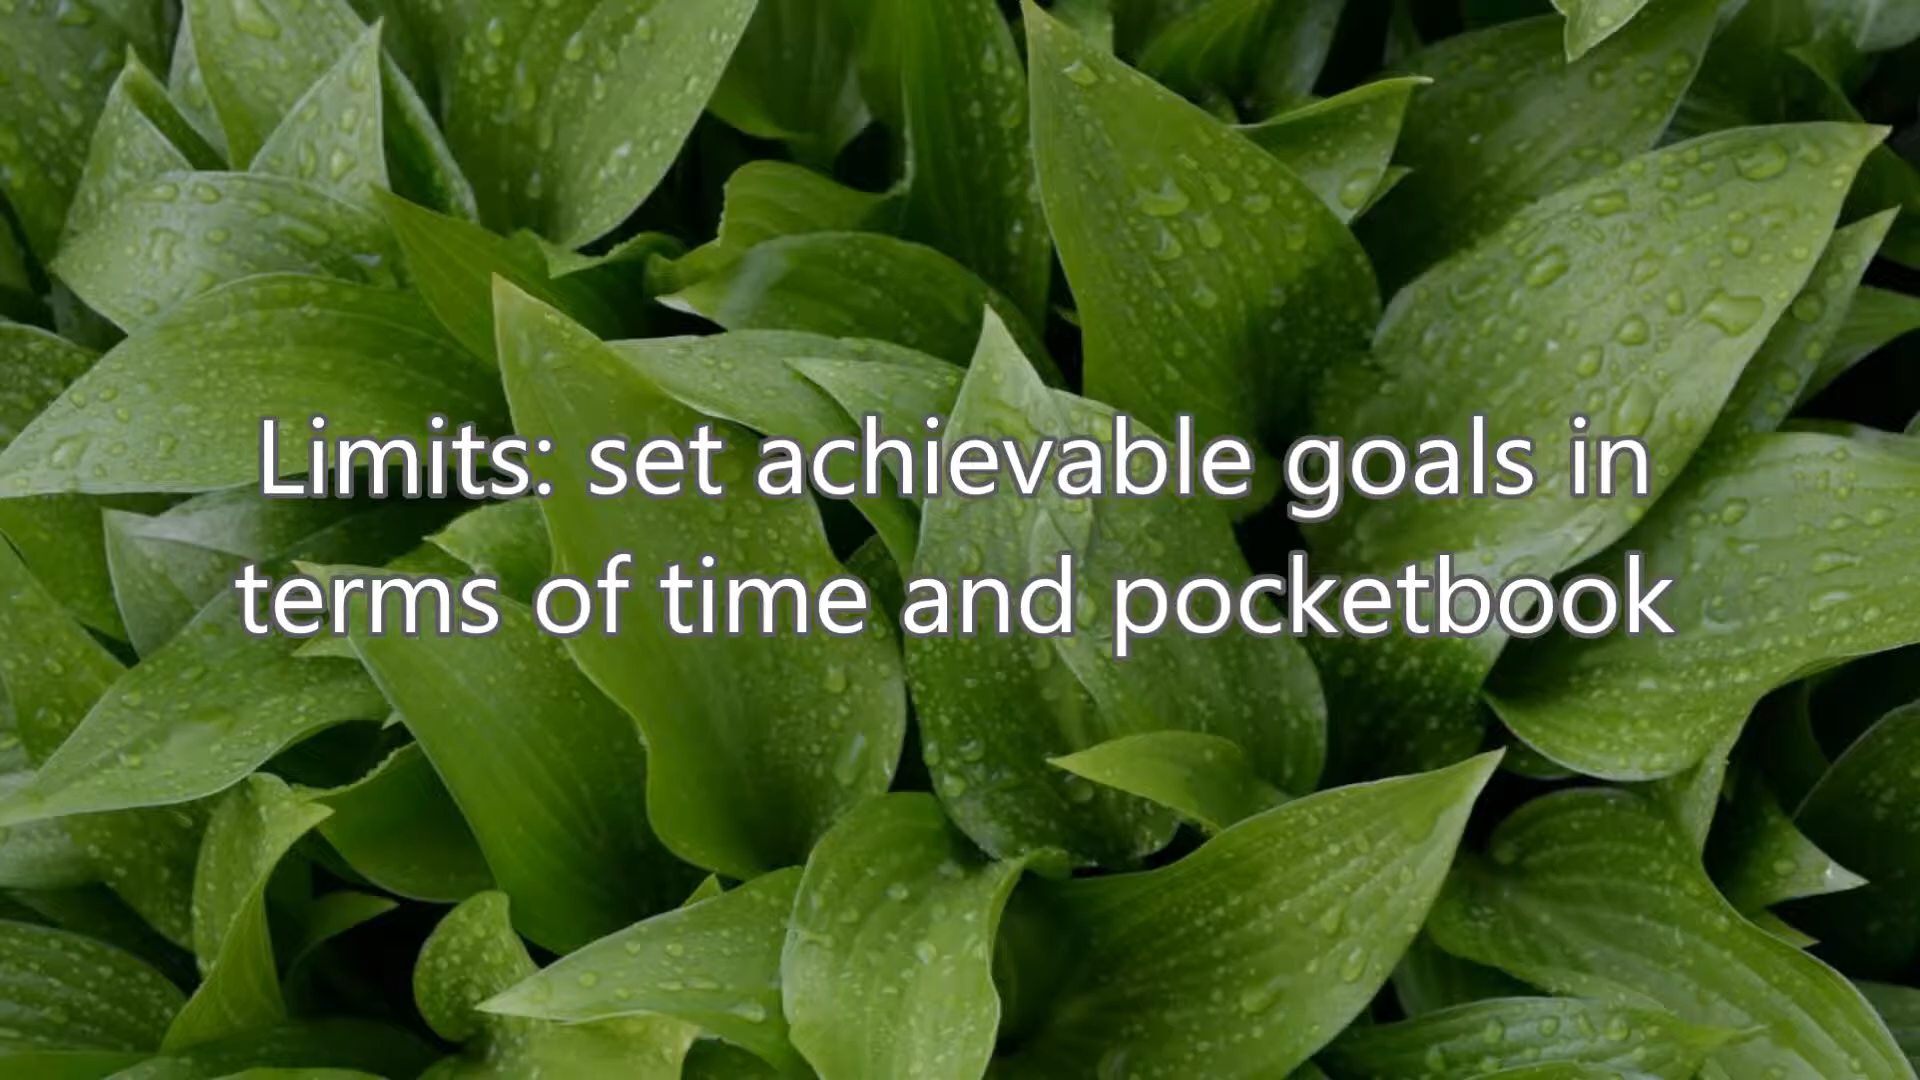 Limits: set achievable goals in
terms of time and pocketbook